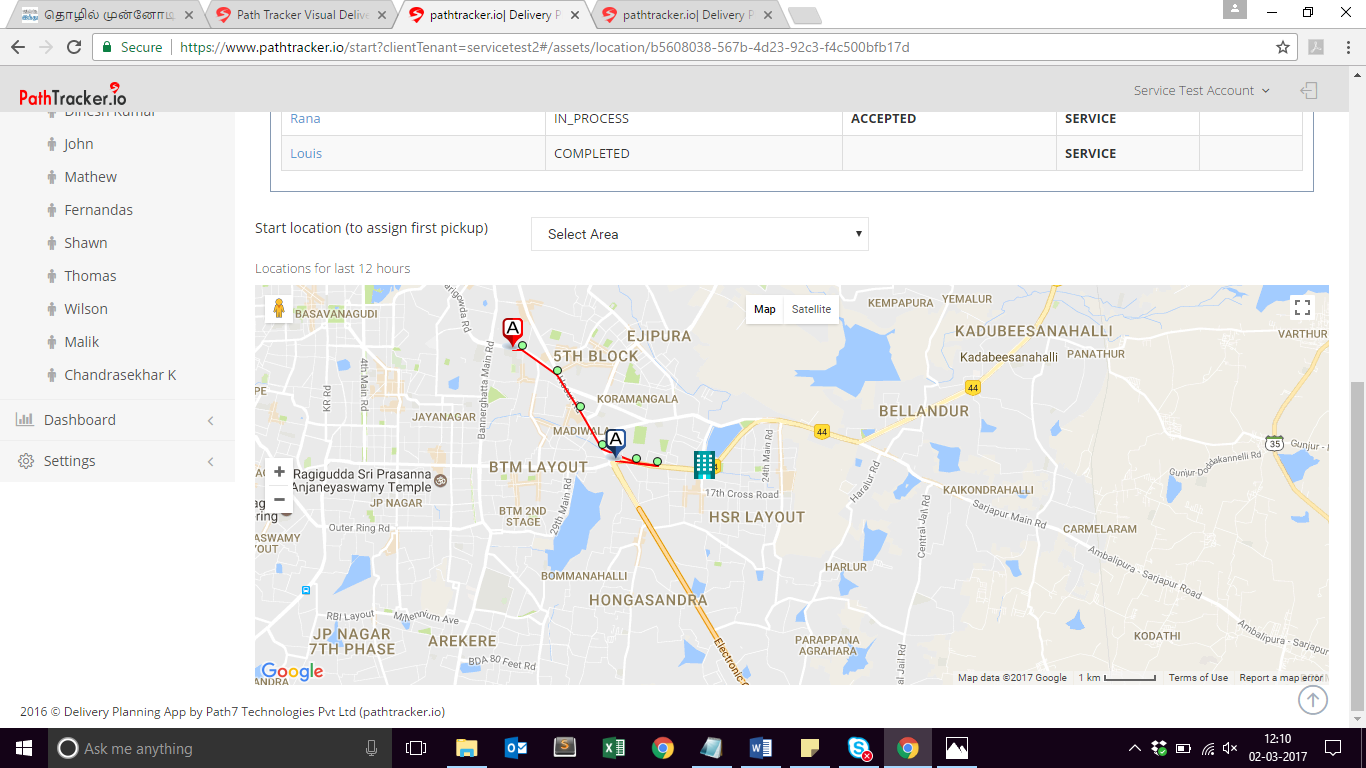 தொழில் முன்னோடி
Path Tracker Visual Delive
pathtracker.io| Delivery P
pathtracker.io| Delivery P
Secure
https://www.pathtracker.io/start?clientTenant=servicetest2#/assets/location/b5608038-567b-4d23-92c3-f4c500bfb17d
PathTracker.io
Service Test Account
Dinesh Kumar
John
Mathew
Fernandas
Shawn
Thomas
Wilson
Malik
Chandrasekhar K
Dashboard
Settings
Rana IN_PROCESS ACCEPTED SERVICE
Louis COMPLETED SERVICE
Start location (to assign first pickup)
Select Area
Locations for last 12 hours
Map Satellite
BASAVANAGUDI
Bannerghatta Main Rd
4th Main Rd
KR Rd
JAYANAGAR
A
EJIPURA
5TH BLOCK
KORAMANGALA
MADIWALA
A
KEMPAPURA
YEMALUR
KADUBEESANAHALLI
Kadabeesanahalli
PANATHUR
VARTHUR
44
BELLANDUR
44
35
Gunjur -
Gunjur-Doddakannelli Rd
BTM LAYOUT
Ragigudda Sri Prasanna
Anjaneyaswamy Temple
JP NAGAR
Outer Ring Rd
BTM 2ND
STAGE
29th Main Rd
24th Main Rd
17th Cross Road
HSR LAYOUT
Haralur Rd
Central Jail Rd
KAIKONDRAHALLI
Sarjapur Main Rd
CARMELARAM
Ambalipura - Sarjapur Road
HARLUR
BOMMANAHALLI
HONGASANDRA
RBI Layout
Millennium Ave
JP NAGAR
7TH PHASE
AREKERE
BDA 80 Feet Rd
PARAPPANA
AGRAHARA
KODATHI
Ambalipura - Sarjapur
Google
Map data ©2017 Google
1 km
Terms of Use
Report a map error
2016 © Delivery Planning App by Path7 Technologies Pvt Ltd (pathtracker.io)
Ask me anything
12:10
02-03-2017